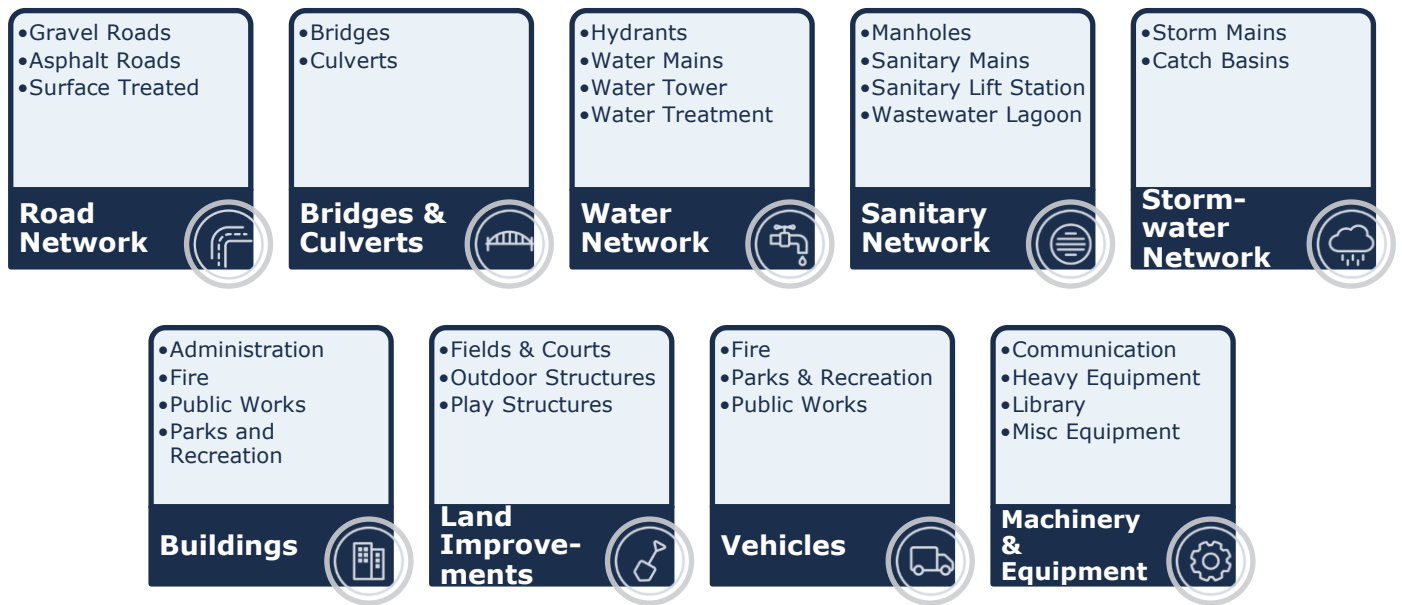 •Gravel Roads
•Asphalt Roads
•Surface Treated
Road
Network
•Bridges
•Culverts
Bridges &
Culverts
•Hydrants
•Water Mains
•Water Tower
•Water Treatment
Water
Network
•Manholes
•Sanitary Mains
•Sanitary Lift Station
•Wastewater Lagoon
Sanitary
Network
•Storm Mains
•Catch Basins
Storm-
water
Network
•Administration
•Fire
•Public Works
•Parks and
Recreation
Buildings
•Fields & Courts
•Outdoor Structures
•Play Structures
Land
Improve-
ments
•Fire
•Parks & Recreation
•Public Works
Vehicles
•Communication
•Heavy Equipment
•Library
•Misc Equipment
Machinery
&
Equipment